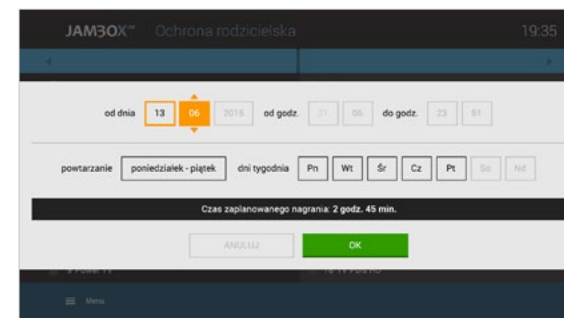 JAMBOX Ochrona rodzicielska 19:35
od dnia 13 06 2015 od godz. 21 06 do godz. 23 51
powtarzanie poniedziałek - piątek dni tygodnia Pn Wt Śr Cz Pt So Nd
Czas zaplanowanego nagrania: 2 godz. 45 min.
ANULUJ OK
Menu